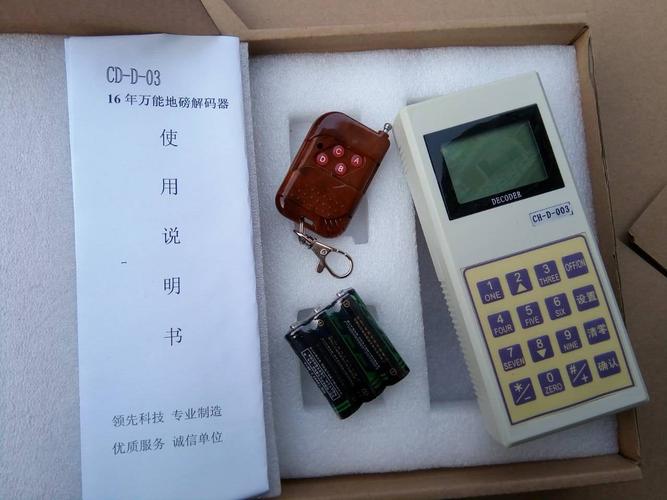 CD-D-03
16年万能地磅解码器
使
用
说
明
书
领先科技 专业制造
优质服务 诚信单位
D C A
B
DECODER
CH-D-003
1 ONE
2
3 THREE
OFF/ON
4 FOUR
5 FIVE
6 SIX
设置
7 SEVEN
8
9 NINE
清零
*/-
0 ZERO
#/+
确认